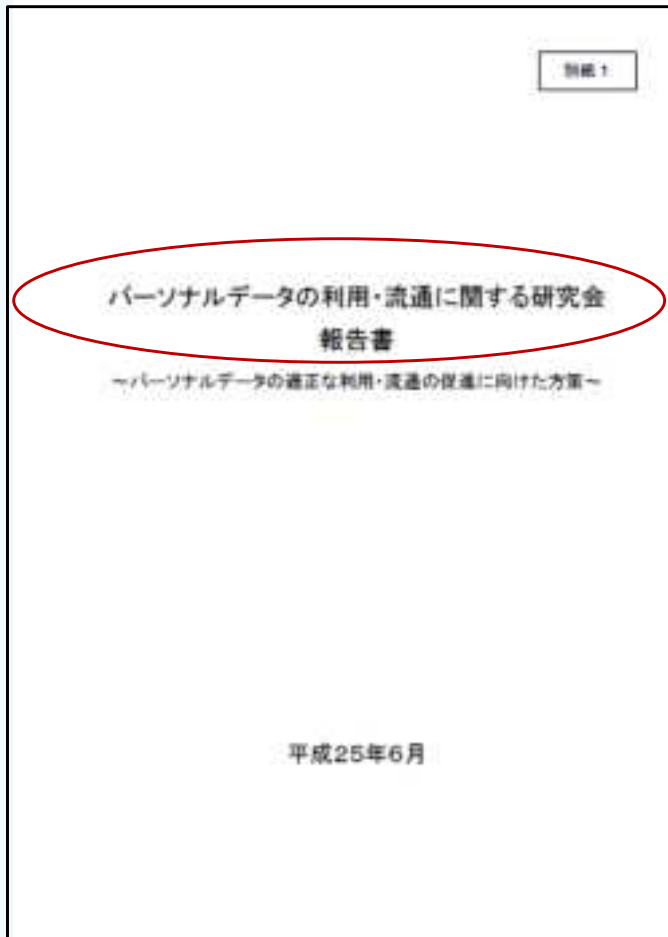 別紙1
パーソナルデータの利用・流通に関する研究会
報告書
～パーソナルデータの適正な利用・流通の促進に向けた方策～
平成25年6月